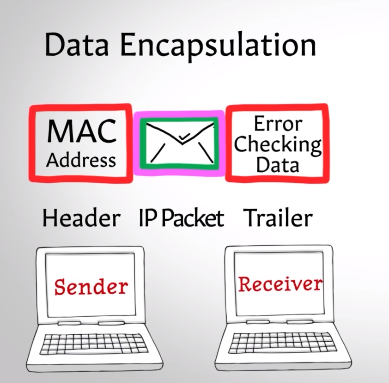 Data Encapsulation
MAC
Address
Error
Checking
Data
Header
IP Packet
Trailer
Sender
Receiver